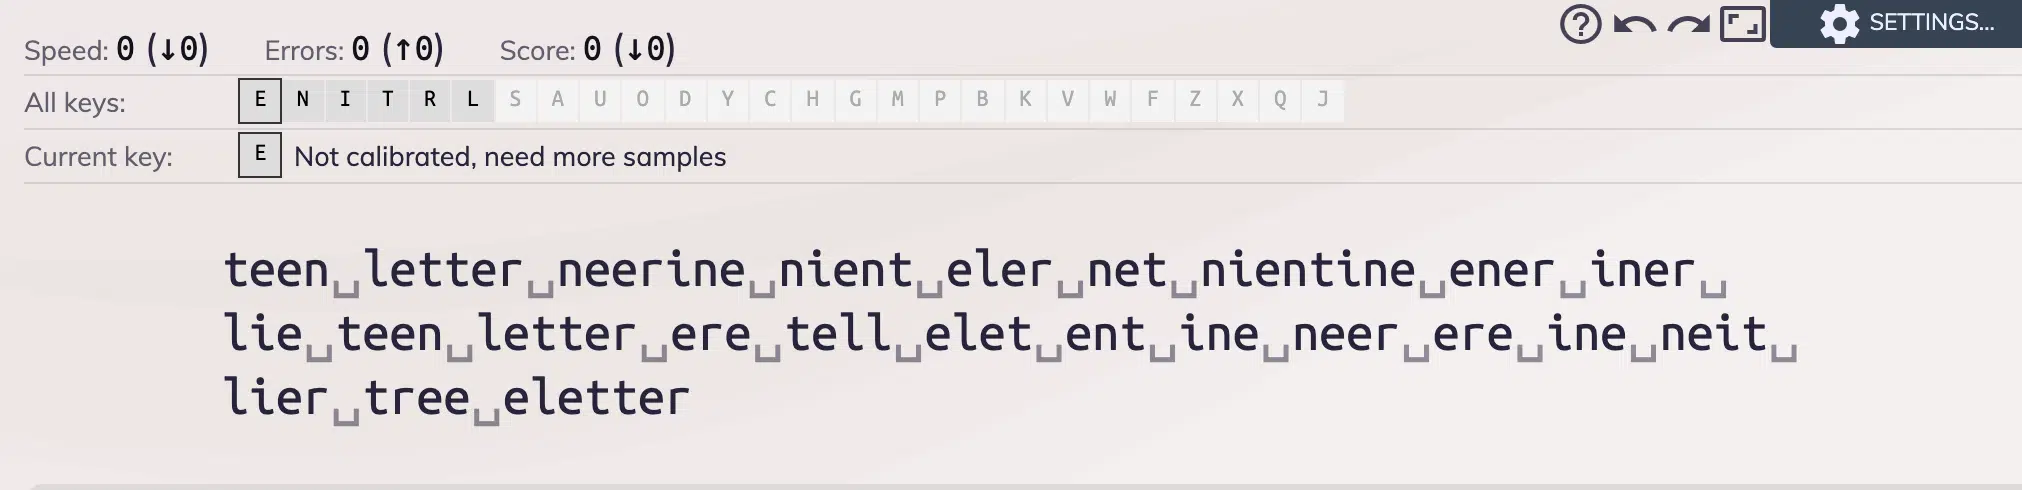 Speed: 0 (↓0) Errors: 0 (↑0) Score: 0 (↓0) SETTINGS...
All keys: E N I T R L S A U O D Y C H G M P B K V W F Z X Q J
Current key: E Not calibrated, need more samples
teen␣letter␣neerine␣nient␣eler␣net␣nientine␣ener␣iner␣
lie␣teen␣letter␣ere␣tell␣elet␣ent␣ine␣neer␣ere␣ine␣neit␣
lier␣tree␣eletter